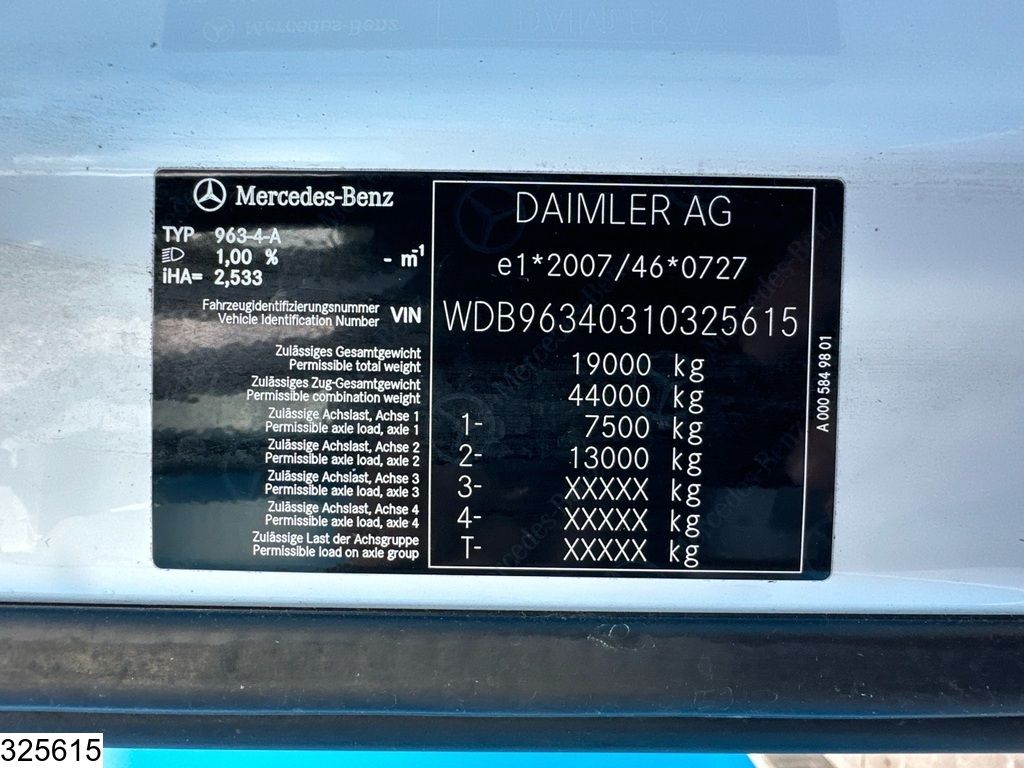 Mercedes-Benz
TYP 963-4-A
1,00 % - m⁻¹
iHA= 2,533
Fahrzeugidentifizierungsnummer
Vehicle Identification Number VIN
Zulässiges Gesamtgewicht
Permissible total weight
Zulässiges Zug-Gesamtgewicht
Permissible combination weight
Zulässige Achslast, Achse 1
Permissible axle load, axle 1
Zulässige Achslast, Achse 2
Permissible axle load, axle 2
Zulässige Achslast, Achse 3
Permissible axle load, axle 3
Zulässige Achslast, Achse 4
Permissible axle load, axle 4
Zulässige Last der Achsgruppe
Permissible load on axle group
DAIMLER AG
e1*2007/46*0727
WDB96340310325615
19000 kg
44000 kg
1- 7500 kg
2- 13000 kg
3- XXXXX kg
4- XXXXX kg
T- XXXXX kg
A 000 584 98 01
325615